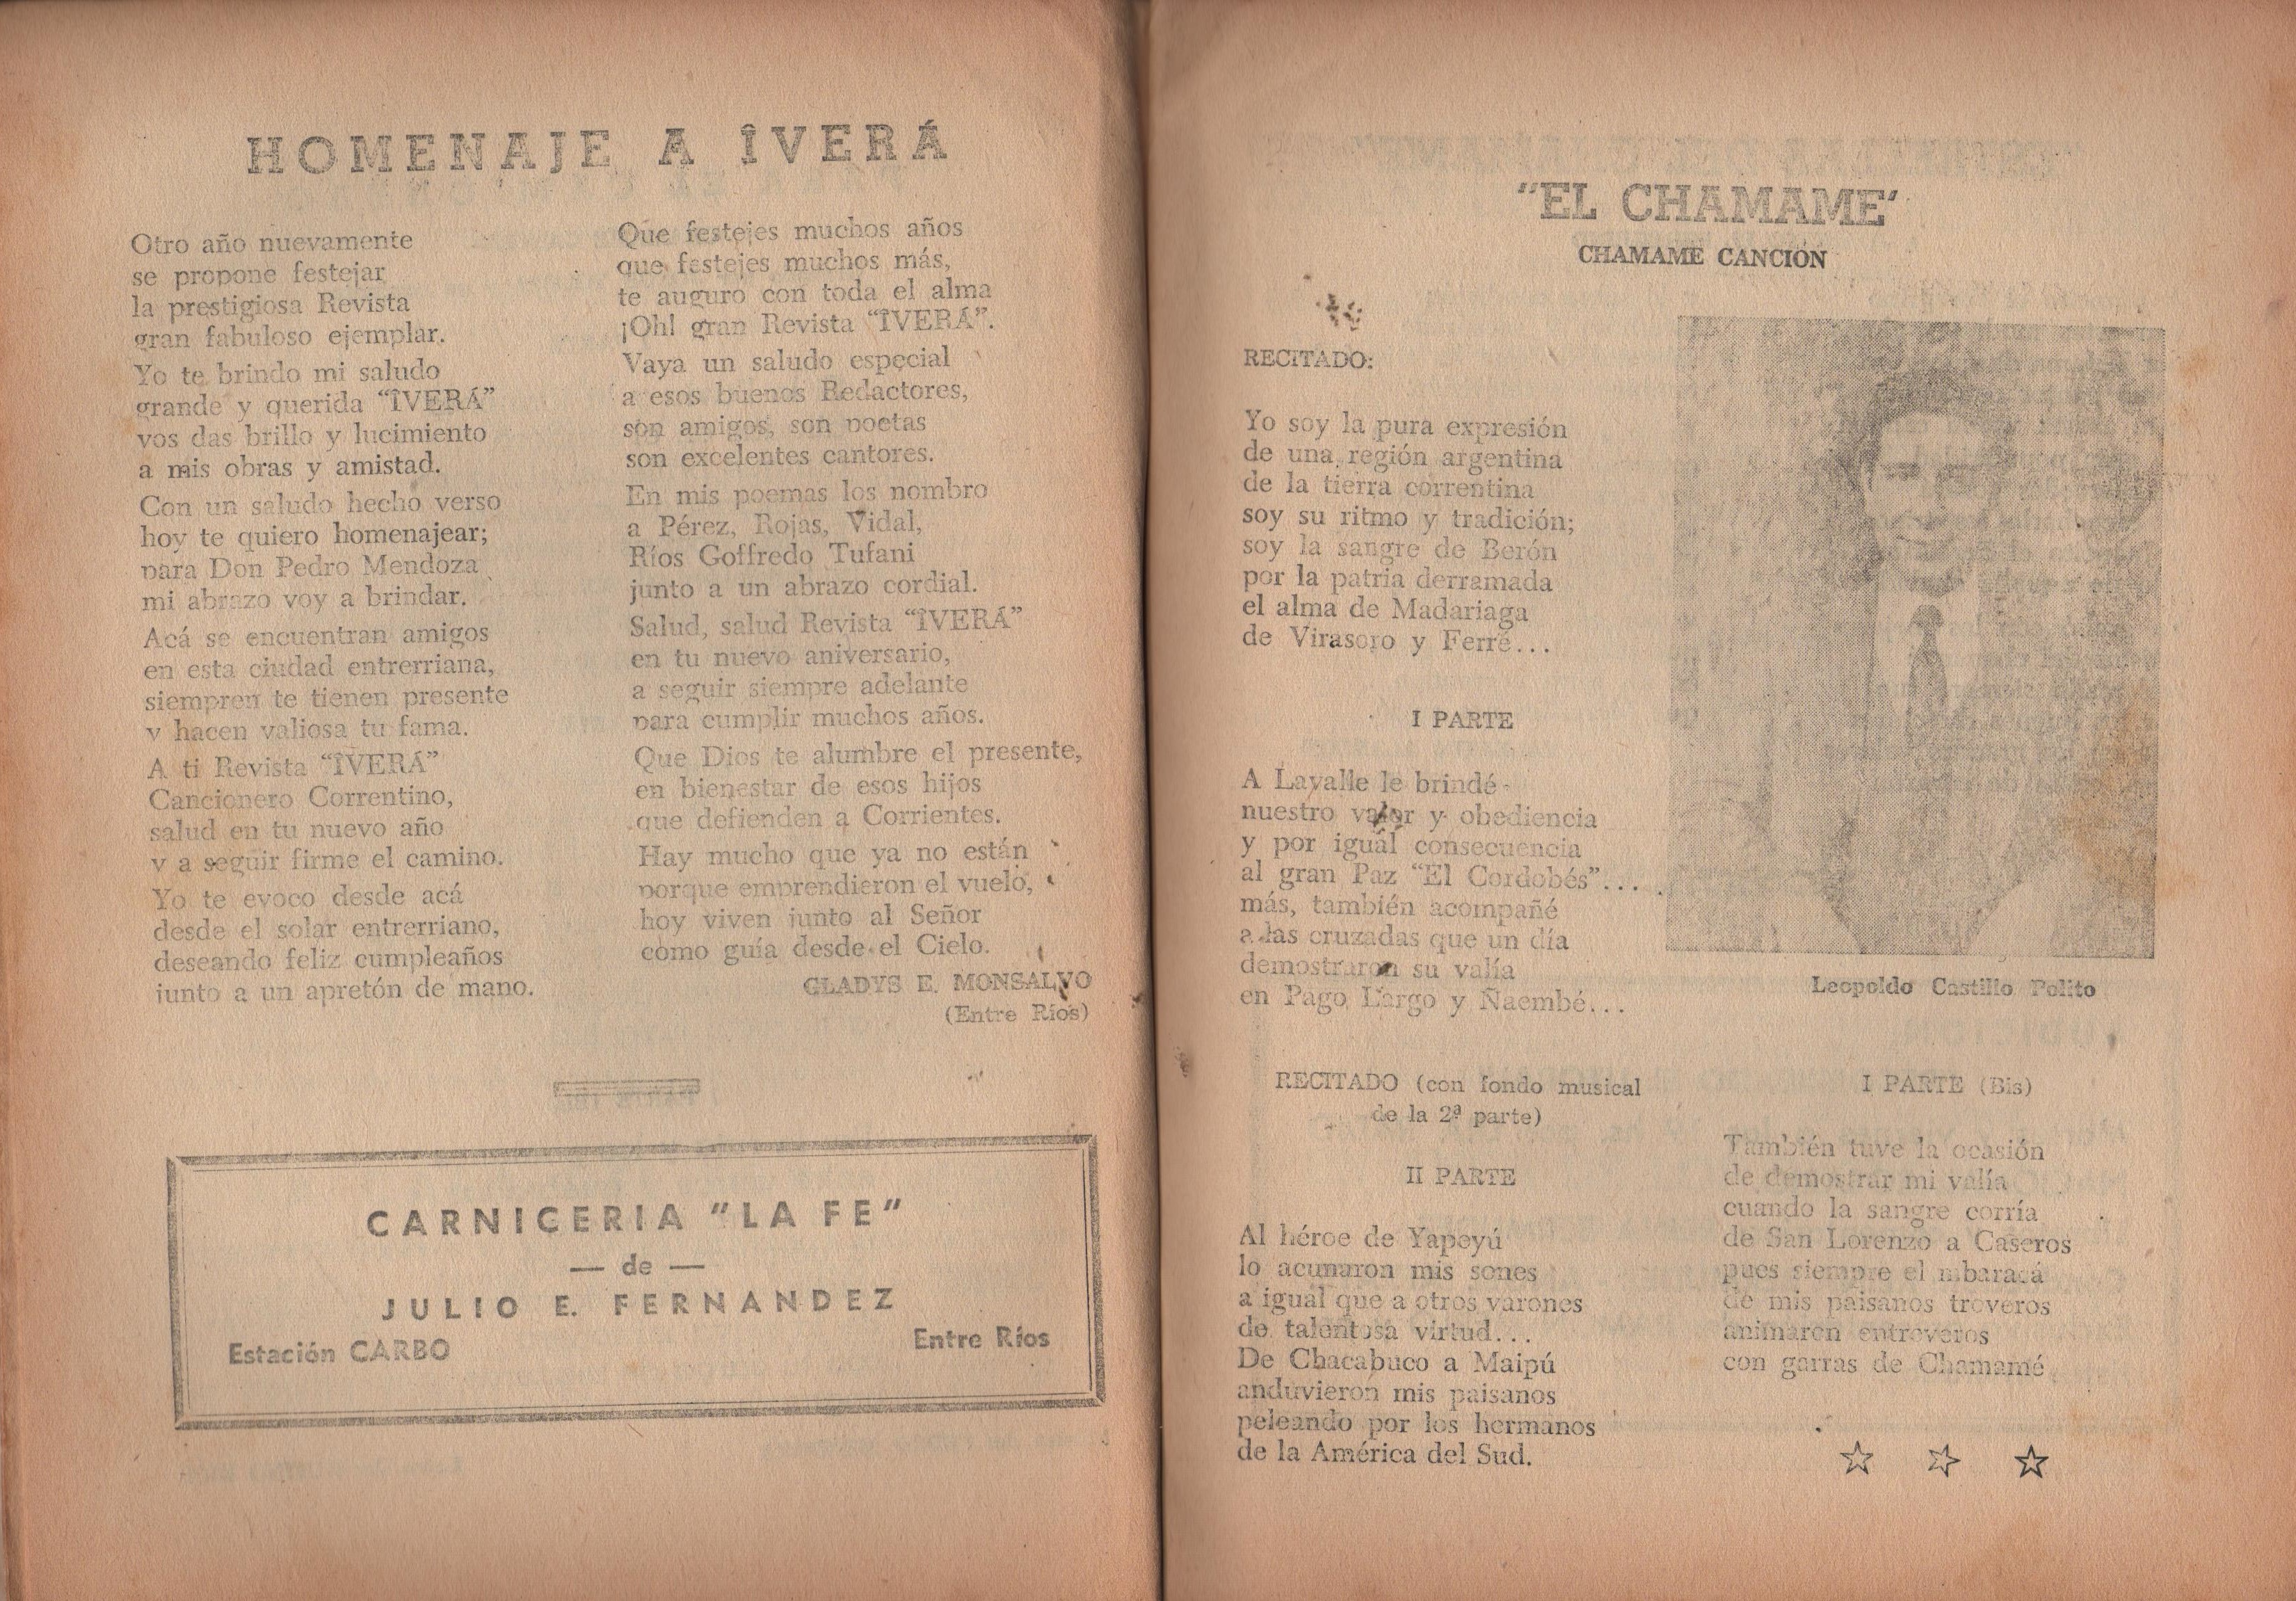 HOMENAJE A ÎVERÁ
Otro año nuevamente
se propone festejar
la prestigiosa Revista
gran fabuloso ejemplar.
Yo te brindo mi saludo
grande y querida “ÎVERÁ”
vos das brillo y lucimiento
a mis obras y amistad.
Con un saludo hecho verso
hoy te quiero homenajear;
para Don Pedro Mendoza
mi abrazo voy a brindar.
Acá se encuentran amigos
en esta ciudad entrerriana,
siempren te tienen presente
y hacen valiosa tu fama.
A ti Revista “ÎVERÁ”
Cancionero Correntino,
salud en tu nuevo año
y a seguir firme el camino.
Yo te evoco desde acá
desde el solar entrerriano,
deseando feliz cumpleaños
junto a un apretón de mano.
Que festejes muchos años
que festejes muchos más,
te auguro con toda el alma
¡Oh! gran Revista “ÎVERÁ”.
Vaya un saludo especial
a esos buenos Redactores,
son amigos, son poetas
son excelentes cantores.
En mis poemas los nombro
a Pérez, Rojas, Vidal,
Ríos Goffredo Tufani
junto a un abrazo cordial.
Salud, salud Revista “ÎVERÁ”
en tu nuevo aniversario,
a seguir siempre adelante
para cumplir muchos años.
Que Dios te alumbre el presente,
en bienestar de esos hijos
que defienden a Corrientes.
Hay mucho que ya no están
porque emprendieron el vuelo,
hoy viven junto al Señor
como guía desde el Cielo.
GLADYS E. MONSALVO
(Entre Ríos)
CARNICERIA "LA FE"
— de —
JULIO E. FERNANDEZ
Estación CARBO
Entre Ríos
"EL CHAMAME'
CHAMAME CANCIÓN
RECITADO:
Yo soy la pura expresión
de una región argentina
de la tierra correntina
soy su ritmo y tradición;
soy la sangre de Berón
por la patria derramada
el alma de Madariaga
de Virasoro y Ferré...
I PARTE
A Lavalle le brindé
nuestro valor y obediencia
y por igual consecuencia
al gran Paz “El Cordobés”...
más, también acompañé
a las cruzadas que un día
demostraron su valía
en Pago Largo y Ñaembé...
Leopoldo Castillo Polito
RECITADO (con fondo musical
de la 2ª parte)
II PARTE
Al héroe de Yapeyú
lo acunaron mis sones
a igual que a otros varones
de talentosa virtud...
De Chacabuco a Maipú
anduvieron mis paisanos
peleando por los hermanos
de la América del Sud.
I PARTE (Bis)
También tuve la ocasión
de demostrar mi valía
cuando la sangre corría
de San Lorenzo a Caseros
pues siempre el mbaracá
de mis paisanos troveros
animaron entreveros
con garras de Chamamé